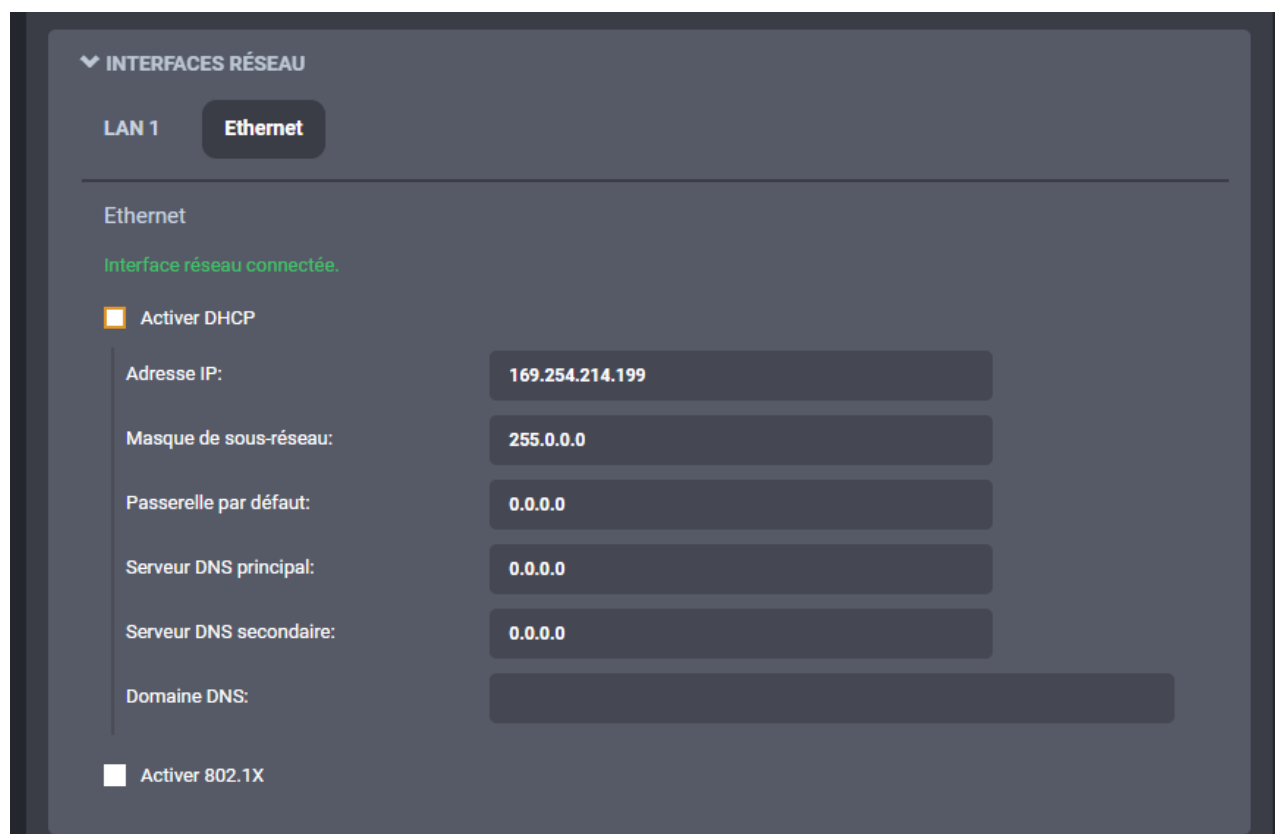 INTERFACES RÉSEAU
LAN 1 Ethernet
Ethernet
Interface réseau connectée.
Activer DHCP
Adresse IP: 169.254.214.199
Masque de sous-réseau: 255.0.0.0
Passerelle par défaut: 0.0.0.0
Serveur DNS principal: 0.0.0.0
Serveur DNS secondaire: 0.0.0.0
Domaine DNS:
Activer 802.1X